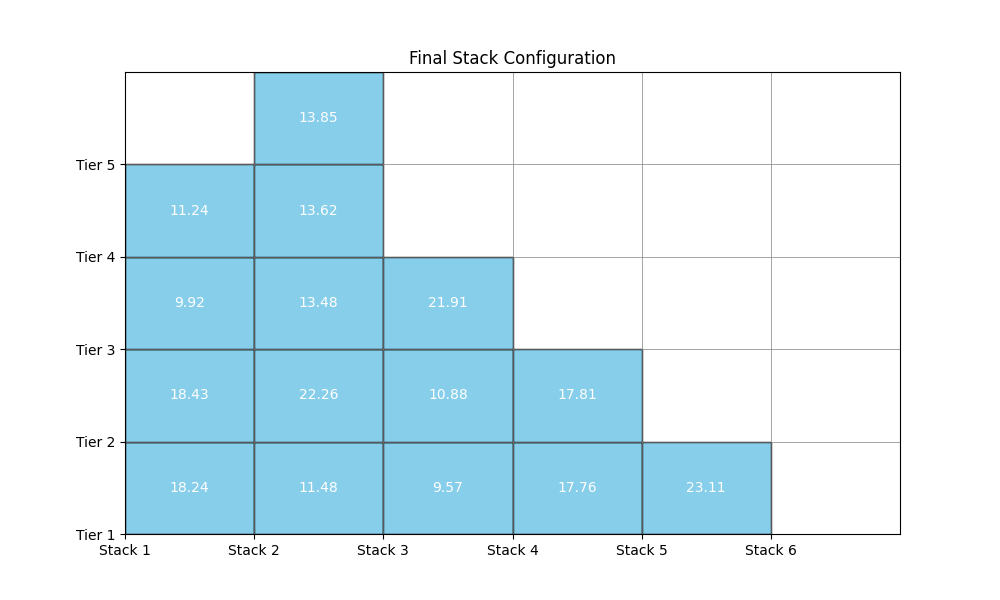 Final Stack Configuration
13.85
Tier 5
11.24 13.62
Tier 4
9.92 13.48 21.91
Tier 3
18.43 22.26 10.88 17.81
Tier 2
18.24 11.48 9.57 17.76 23.11
Tier 1
Stack 1 Stack 2 Stack 3 Stack 4 Stack 5 Stack 6